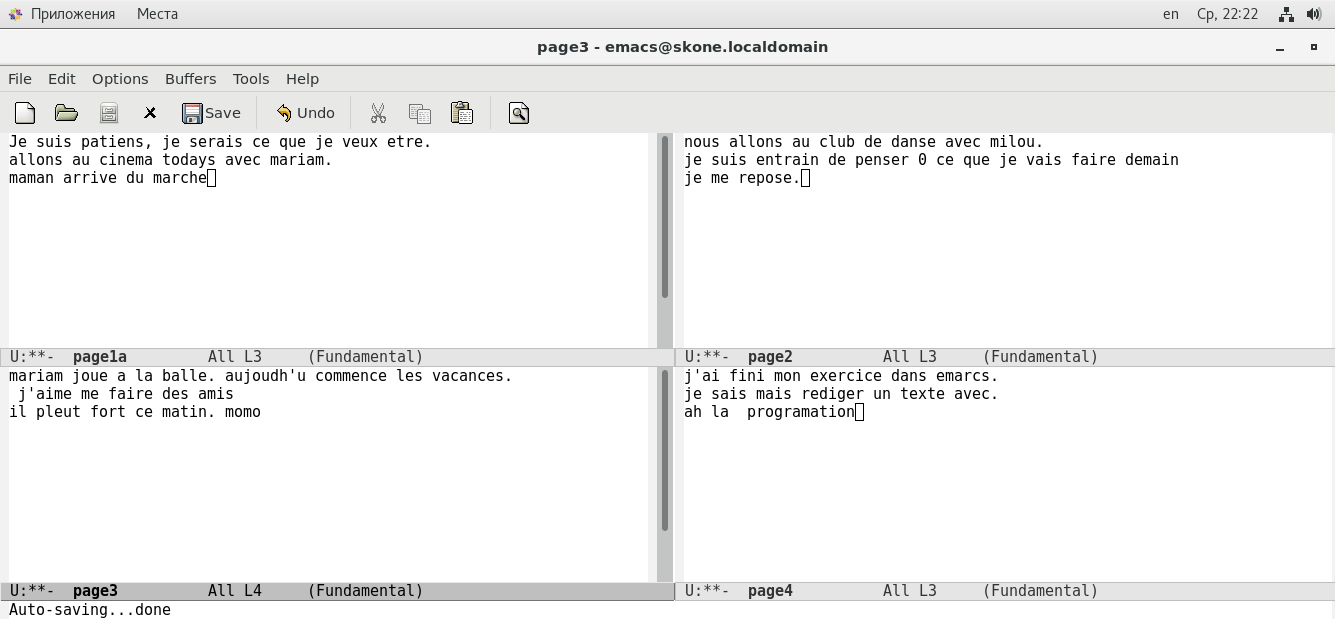 Приложения Места en Ср, 22:22
page3 - emacs@skone.localdomain
File Edit Options Buffers Tools Help
Save Undo
Je suis patiens, je serais ce que je veux etre.
allons au cinema todays avec mariam.
maman arrive du marche
U:**- page1a All L3 (Fundamental)
nous allons au club de danse avec milou.
je suis entrain de penser 0 ce que je vais faire demain
je me repose.
U:**- page2 All L3 (Fundamental)
mariam joue a la balle. aujoudh'u commence les vacances.
 j'aime me faire des amis
il pleut fort ce matin. momo
U:**- page3 All L4 (Fundamental)
j'ai fini mon exercice dans emarcs.
je sais mais rediger un texte avec.
ah la  programation
U:**- page4 All L3 (Fundamental)
Auto-saving...done